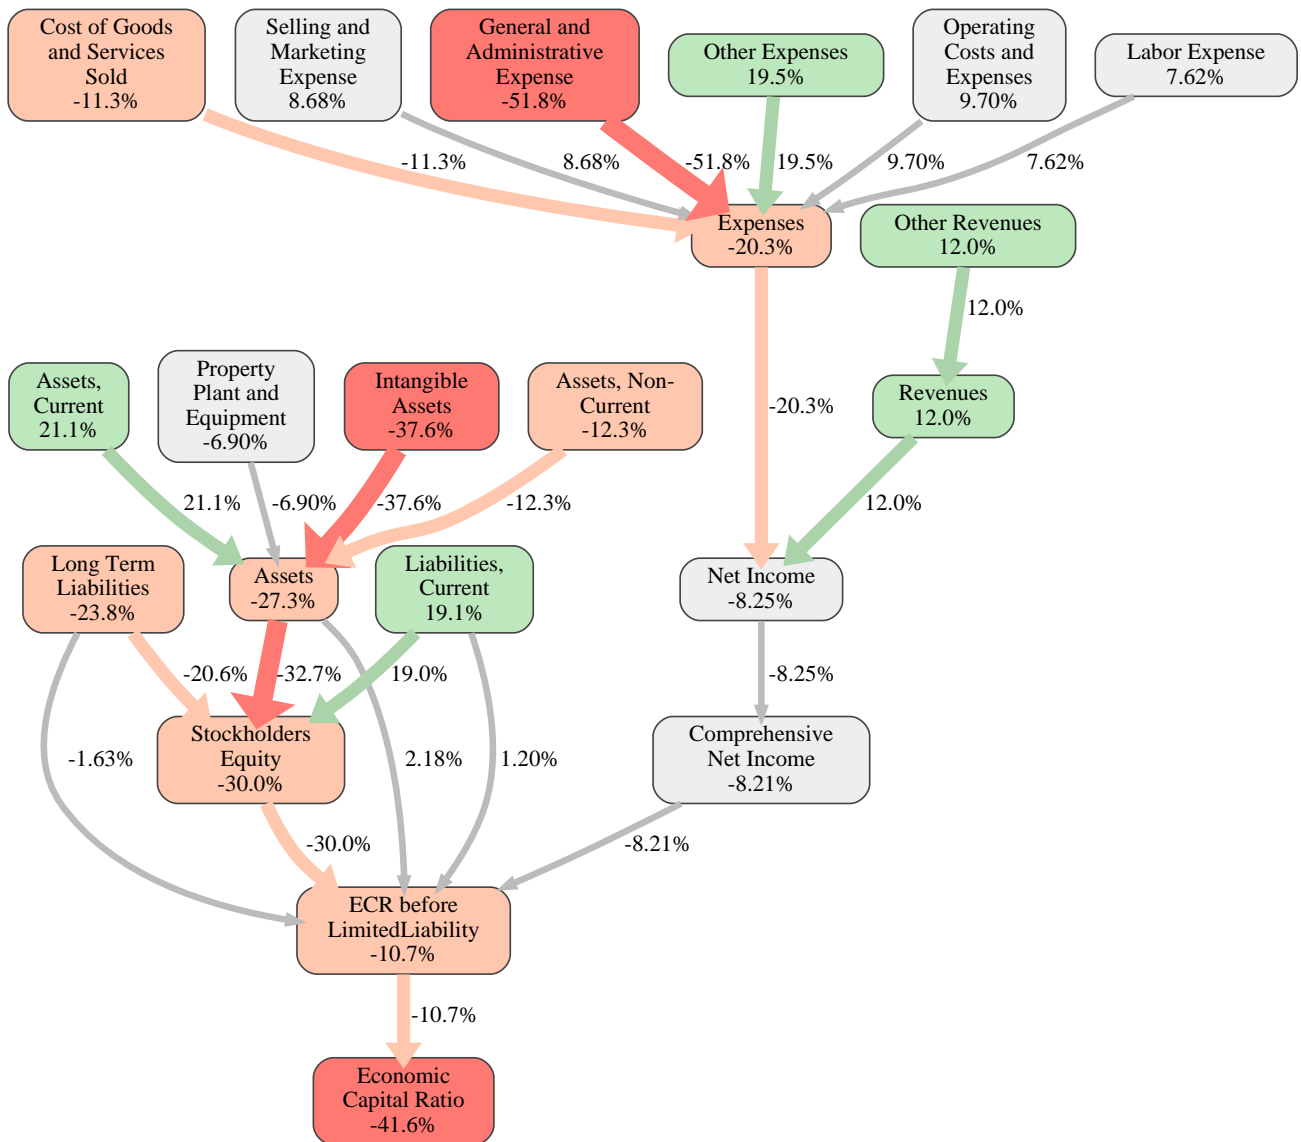 Cost of Goods
and Services
Sold
-11.3%
Selling and
Marketing
Expense
8.68%
General and
Administrative
Expense
-51.8%
Other Expenses
19.5%
Operating
Costs and
Expenses
9.70%
Labor Expense
7.62%
-11.3%
8.68%
-51.8%
19.5%
9.70%
7.62%
Expenses
-20.3%
Other Revenues
12.0%
12.0%
Assets,
Current
21.1%
Property
Plant and
Equipment
-6.90%
Intangible
Assets
-37.6%
Assets, Non-
Current
-12.3%
-20.3%
Revenues
12.0%
21.1%
-6.90%
-37.6%
-12.3%
12.0%
Long Term
Liabilities
-23.8%
Assets
-27.3%
Liabilities,
Current
19.1%
Net Income
-8.25%
-20.6%
-32.7%
19.0%
-8.25%
Stockholders
Equity
-30.0%
Comprehensive
Net Income
-8.21%
-1.63%
2.18%
1.20%
-30.0%
-8.21%
ECR before
LimitedLiability
-10.7%
-10.7%
Economic
Capital Ratio
-41.6%